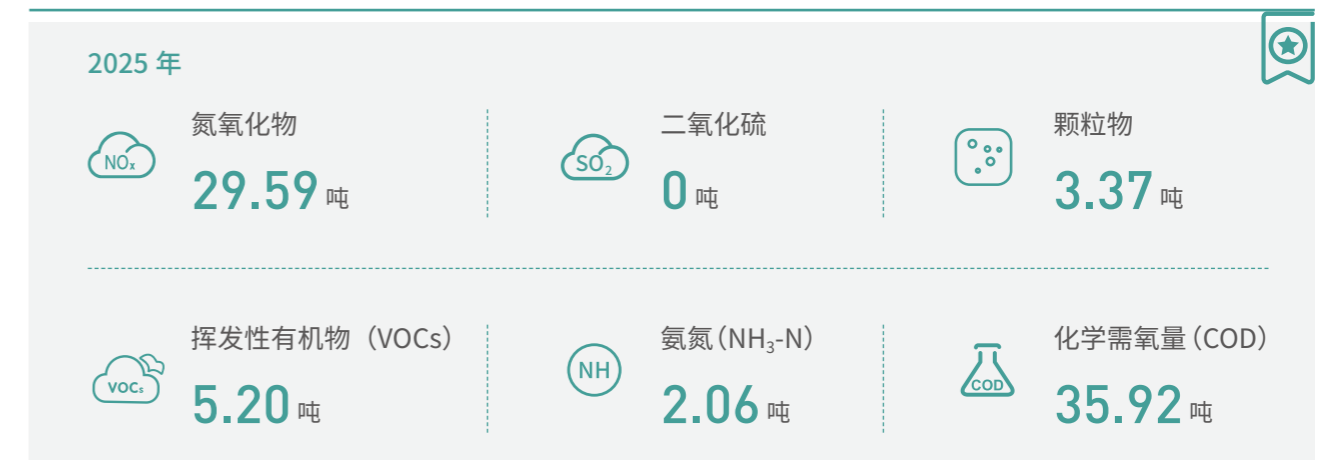 2025 年
氮氧化物
NOₓ
29.59 吨
二氧化硫
SO₂
0 吨
颗粒物
3.37 吨
挥发性有机物（VOCs）
VOCs
5.20 吨
氨氮（NH₃-N）
NH
2.06 吨
化学需氧量（COD）
COD
35.92 吨